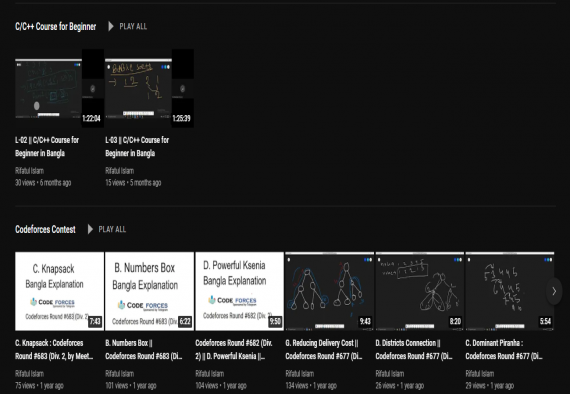 C/C++ Course for Beginner PLAY ALL
1:22:04
1:25:39
L-02 || C/C++ Course for
Beginner in Bangla
Rifatul Islam
30 views • 6 months ago
L-03 || C/C++ Course for
Beginner in Bangla
Rifatul Islam
15 views • 5 months ago
Codeforces Contest PLAY ALL
C. Knapsack
Bangla Explanation
CODE FORCES
Codeforces Round #683 (Div.
7:43
B. Numbers Box
Bangla Explanation
CODE FORCES
Codeforces Round #683 (Div.
6:22
D. Powerful Ksenia
Bangla Explanation
CODE FORCES
Codeforces Round #682 (Div.
9:50
9:43
8:20
5:54
C. Knapsack : Codeforces
Round #683 (Div. 2, by Meet...
Rifatul Islam
75 views • 1 year ago
B. Numbers Box ||
Codeforces Round #683 (Di...
Rifatul Islam
101 views • 1 year ago
Codeforces Round #682 (Div.
2) || D. Powerful Ksenia ||...
Rifatul Islam
104 views • 1 year ago
G. Reducing Delivery Cost ||
Codeforces Round #677 (Di...
Rifatul Islam
134 views • 1 year ago
D. Districts Connection ||
Codeforces Round #677 (Di...
Rifatul Islam
26 views • 1 year ago
C. Dominant Piranha :
Codeforces Round #677 (Di...
Rifatul Islam
29 views • 1 year ago